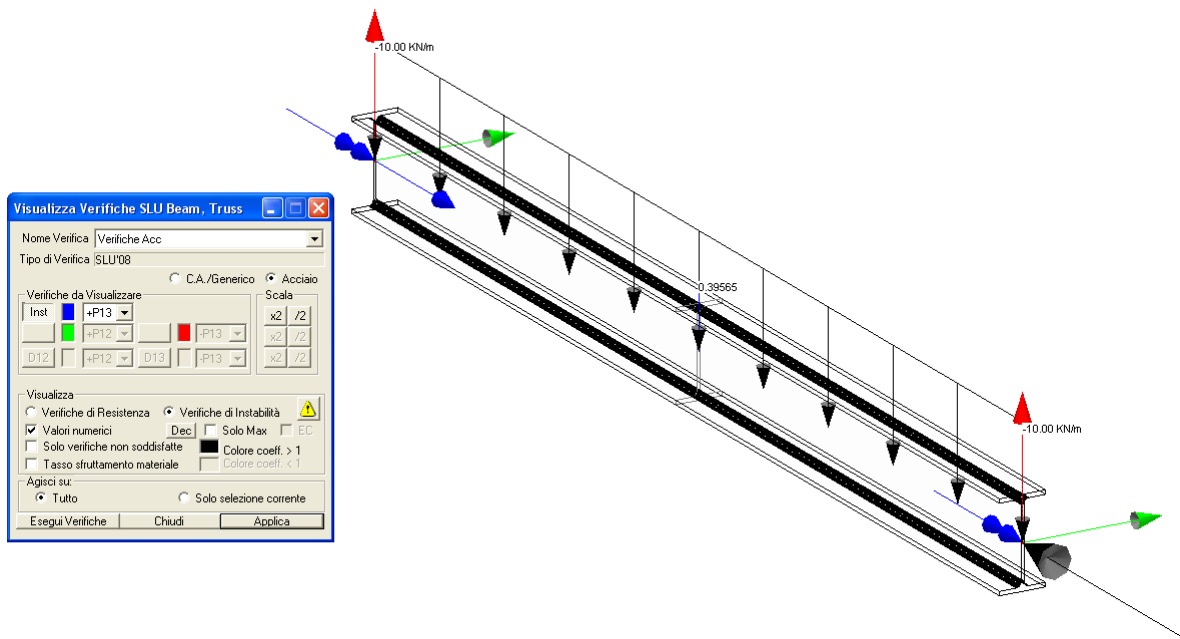 -10.00 KN/m
Visualizza Verifiche SLU Beam, Truss
Nome Verifica Verifiche Acc
Tipo di Verifica SLU'08
C.A./Generico Acciaio
Verifiche da Visualizzare Scala
Inst +P13 x2 /2
+P12 -P13 x2 /2
D12 +P12 D13 -P13 x2 /2
Visualizza
Verifiche di Resistenza Verifiche di Instabilità
Valori numerici Dec Solo Max EC
Solo verifiche non soddisfatte Colore coeff. > 1
Tasso sfruttamento materiale Colore coeff. < 1
Agisci su:
Tutto Solo selezione corrente
Esegui Verifiche Chiudi Applica
0.39565
-10.00 KN/m